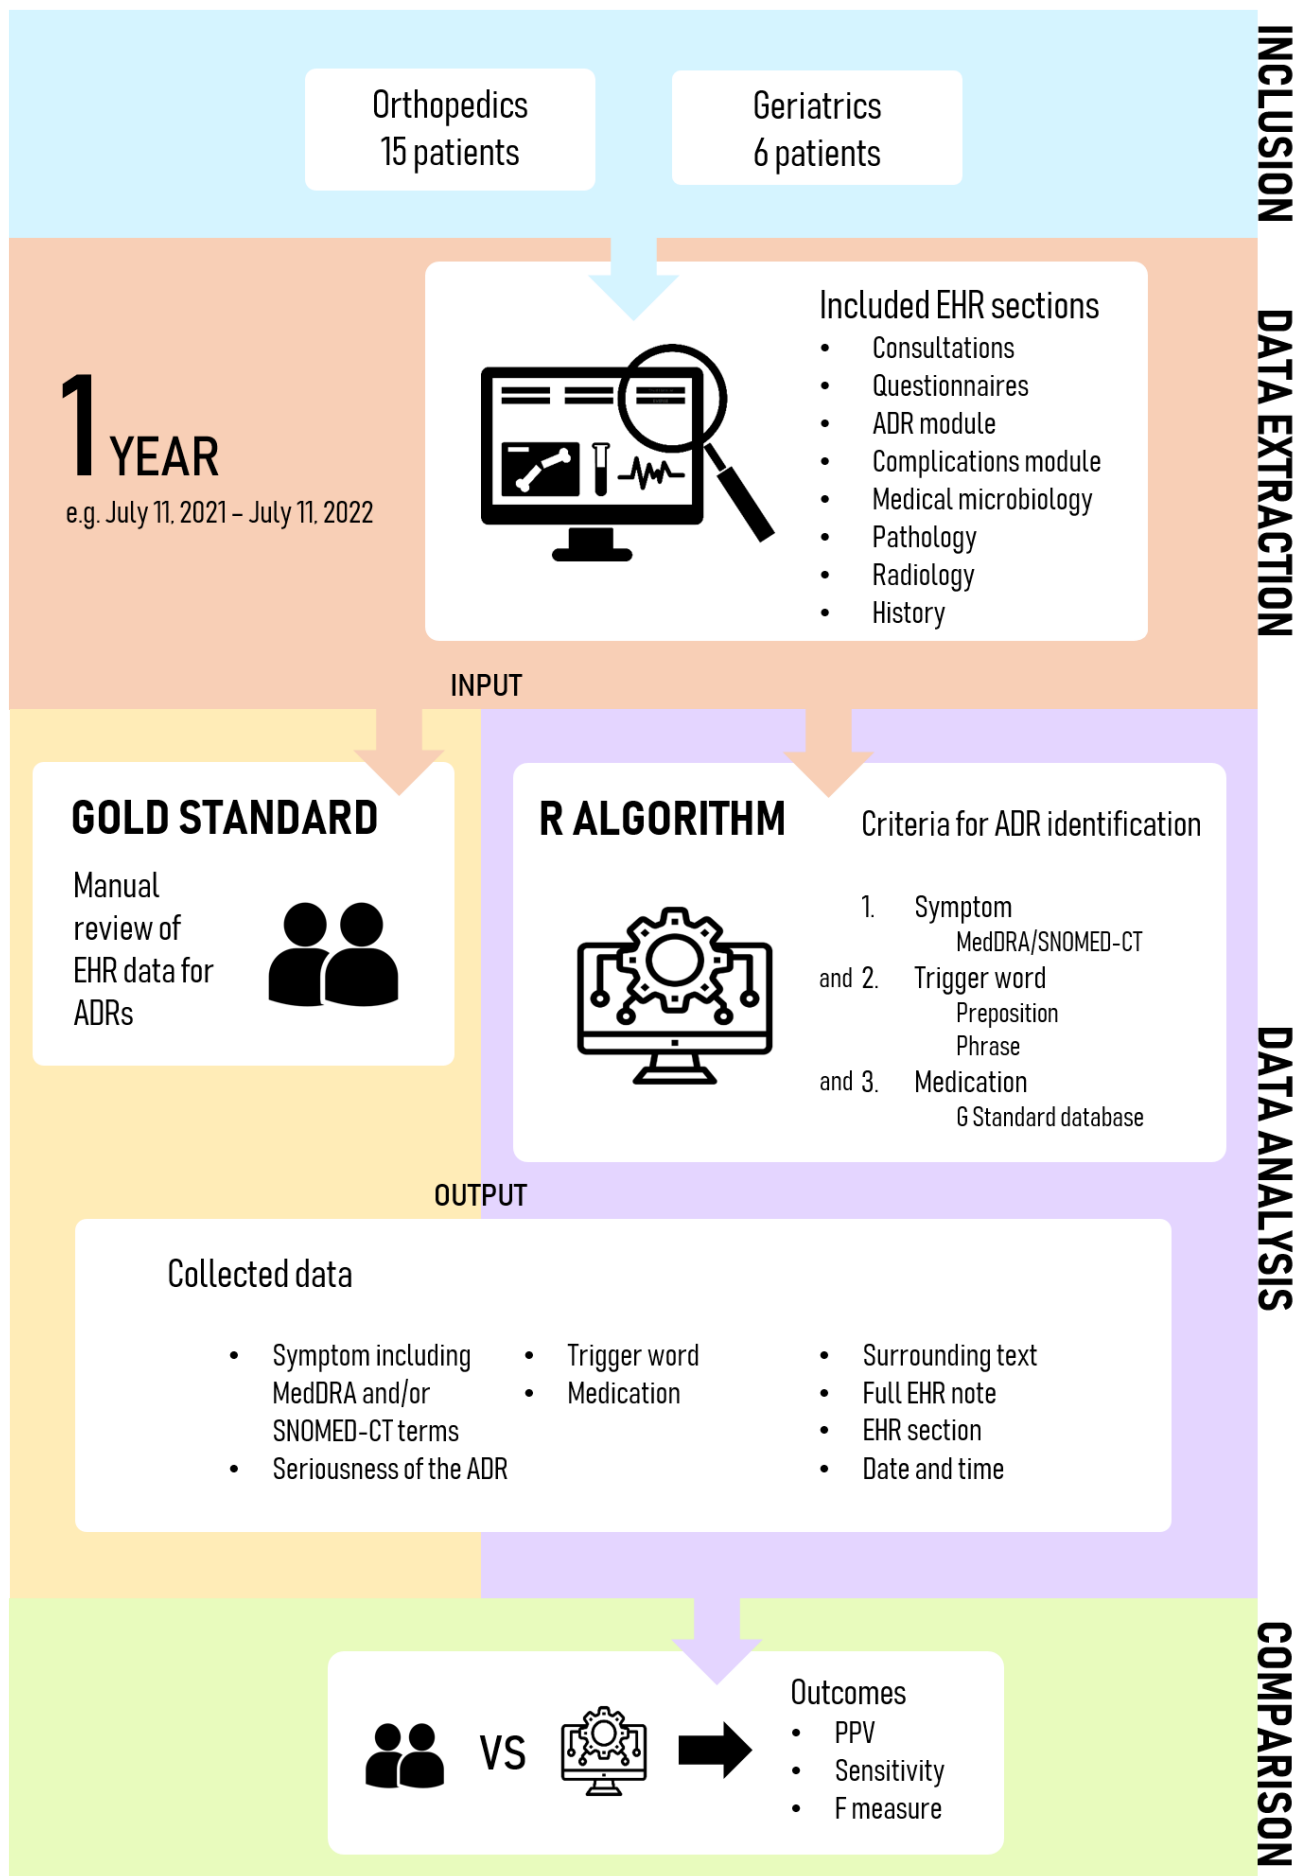 INCLUSION
Orthopedics
15 patients
Geriatrics
6 patients
DATA EXTRACTION
1 YEAR
e.g. July 11, 2021 – July 11, 2022
Included EHR sections
• Consultations
• Questionnaires
• ADR module
• Complications module
• Medical microbiology
• Pathology
• Radiology
• History
INPUT
DATA ANALYSIS
GOLD STANDARD
Manual
review of
EHR data for
ADRs
R ALGORITHM
Criteria for ADR identification
1. Symptom
MedDRA/SNOMED-CT
and 2. Trigger word
Preposition
Phrase
and 3. Medication
G Standard database
OUTPUT
Collected data
• Symptom including
MedDRA and/or
SNOMED-CT terms
• Seriousness of the ADR
• Trigger word
• Medication
• Surrounding text
• Full EHR note
• EHR section
• Date and time
COMPARISON
VS
Outcomes
• PPV
• Sensitivity
• F measure